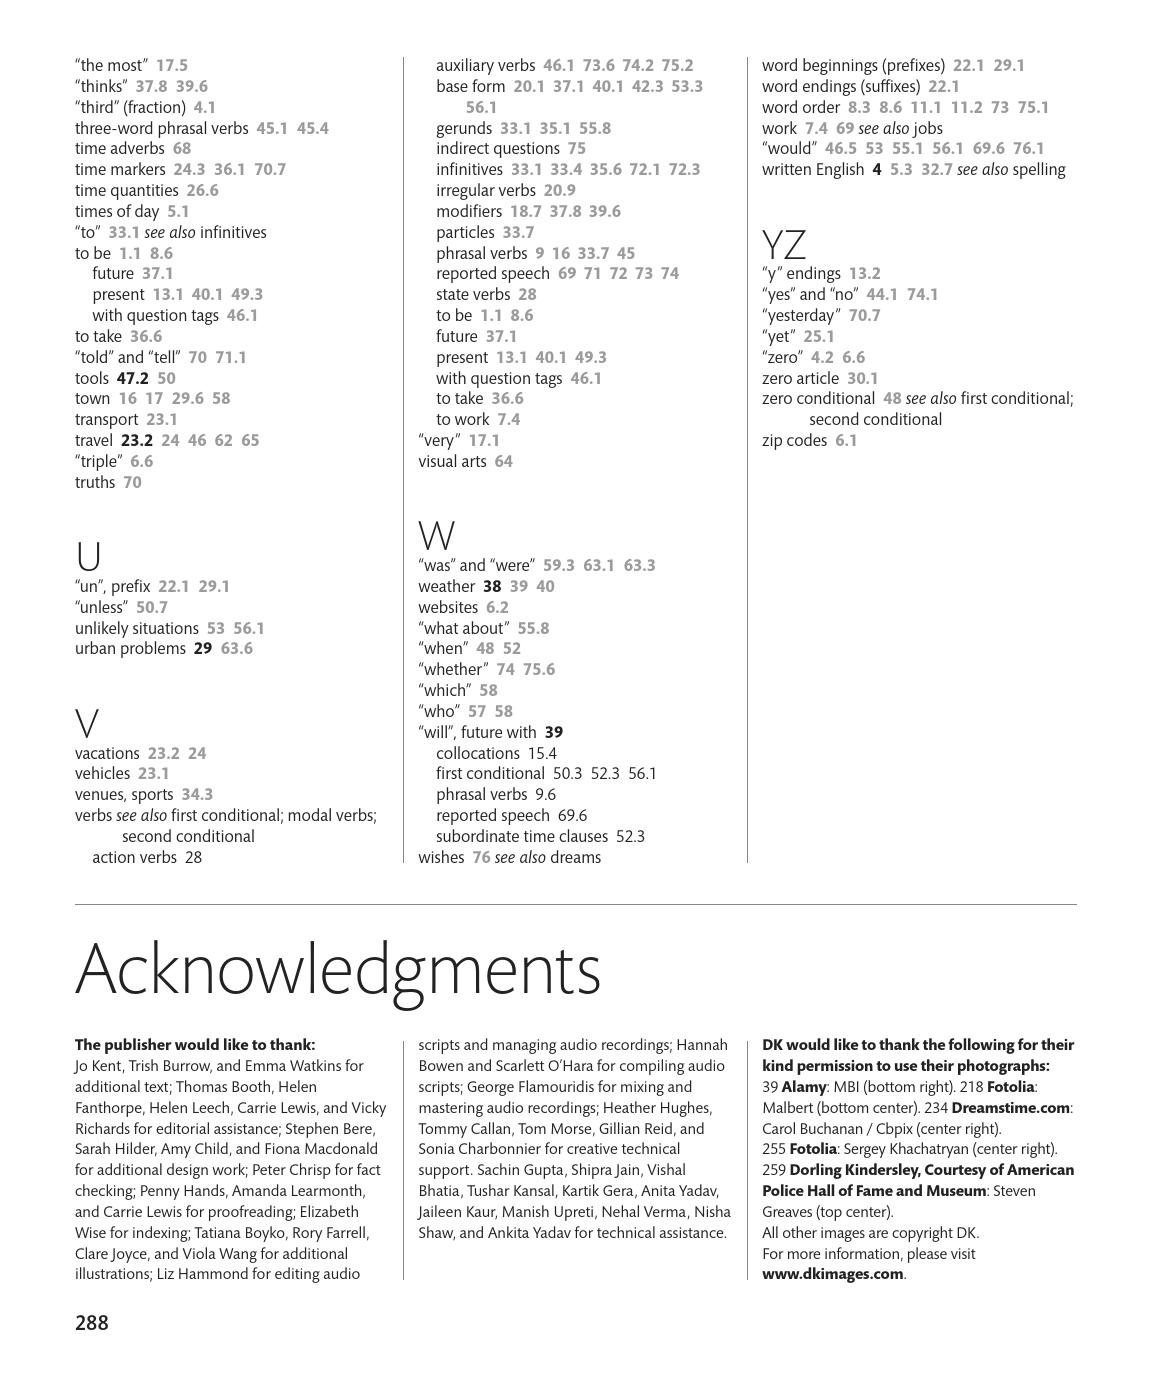 “the most” 17.5
“thinks” 37.8 39.6
“third” (fraction) 4.1
three-word phrasal verbs 45.1 45.4
time adverbs 68
time markers 24.3 36.1 70.7
time quantities 26.6
times of day 5.1
“to” 33.1 see also infinitives
to be 1.1 8.6
future 37.1
present 13.1 40.1 49.3
with question tags 46.1
to take 36.6
“told” and “tell” 70 71.1
tools 47.2 50
town 16 17 29.6 58
transport 23.1
travel 23.2 24 46 62 65
“triple” 6.6
truths 70
U
“un”, prefix 22.1 29.1
“unless” 50.7
unlikely situations 53 56.1
urban problems 29 63.6
V
vacations 23.2 24
vehicles 23.1
venues, sports 34.3
verbs see also first conditional; modal verbs;
second conditional
action verbs 28
auxiliary verbs 46.1 73.6 74.2 75.2
base form 20.1 37.1 40.1 42.3 53.3
56.1
gerunds 33.1 35.1 55.8
indirect questions 75
infinitives 33.1 33.4 35.6 72.1 72.3
irregular verbs 20.9
modifiers 18.7 37.8 39.6
particles 33.7
phrasal verbs 9 16 33.7 45
reported speech 69 71 72 73 74
state verbs 28
to be 1.1 8.6
future 37.1
present 13.1 40.1 49.3
with question tags 46.1
to take 36.6
to work 7.4
“very” 17.1
visual arts 64
W
“was” and “were” 59.3 63.1 63.3
weather 38 39 40
websites 6.2
“what about” 55.8
“when” 48 52
“whether” 74 75.6
“which” 58
“who” 57 58
“will”, future with 39
collocations 15.4
first conditional 50.3 52.3 56.1
phrasal verbs 9.6
reported speech 69.6
subordinate time clauses 52.3
wishes 76 see also dreams
word beginnings (prefixes) 22.1 29.1
word endings (suffixes) 22.1
word order 8.3 8.6 11.1 11.2 73 75.1
work 7.4 69 see also jobs
“would” 46.5 53 55.1 56.1 69.6 76.1
written English 4 5.3 32.7 see also spelling
YZ
“y” endings 13.2
“yes” and “no” 44.1 74.1
“yesterday” 70.7
“yet” 25.1
“zero” 4.2 6.6
zero article 30.1
zero conditional 48 see also first conditional;
second conditional
zip codes 6.1
Acknowledgments
The publisher would like to thank:
Jo Kent, Trish Burrow, and Emma Watkins for
additional text; Thomas Booth, Helen
Fanthorpe, Helen Leech, Carrie Lewis, and Vicky
Richards for editorial assistance; Stephen Bere,
Sarah Hilder, Amy Child, and Fiona Macdonald
for additional design work; Peter Chrisp for fact
checking; Penny Hands, Amanda Learmonth,
and Carrie Lewis for proofreading; Elizabeth
Wise for indexing; Tatiana Boyko, Rory Farrell,
Clare Joyce, and Viola Wang for additional
illustrations; Liz Hammond for editing audio
scripts and managing audio recordings; Hannah
Bowen and Scarlett O’Hara for compiling audio
scripts; George Flamouridis for mixing and
mastering audio recordings; Heather Hughes,
Tommy Callan, Tom Morse, Gillian Reid, and
Sonia Charbonnier for creative technical
support. Sachin Gupta, Shipra Jain, Vishal
Bhatia, Tushar Kansal, Kartik Gera, Anita Yadav,
Jaileen Kaur, Manish Upreti, Nehal Verma, Nisha
Shaw, and Ankita Yadav for technical assistance.
DK would like to thank the following for their
kind permission to use their photographs:
39 Alamy: MBI (bottom right). 218 Fotolia:
Malbert (bottom center). 234 Dreamstime.com:
Carol Buchanan / Cbpix (center right).
255 Fotolia: Sergey Khachatryan (center right).
259 Dorling Kindersley, Courtesy of American
Police Hall of Fame and Museum: Steven
Greaves (top center).
All other images are copyright DK.
For more information, please visit
www.dkimages.com.
288